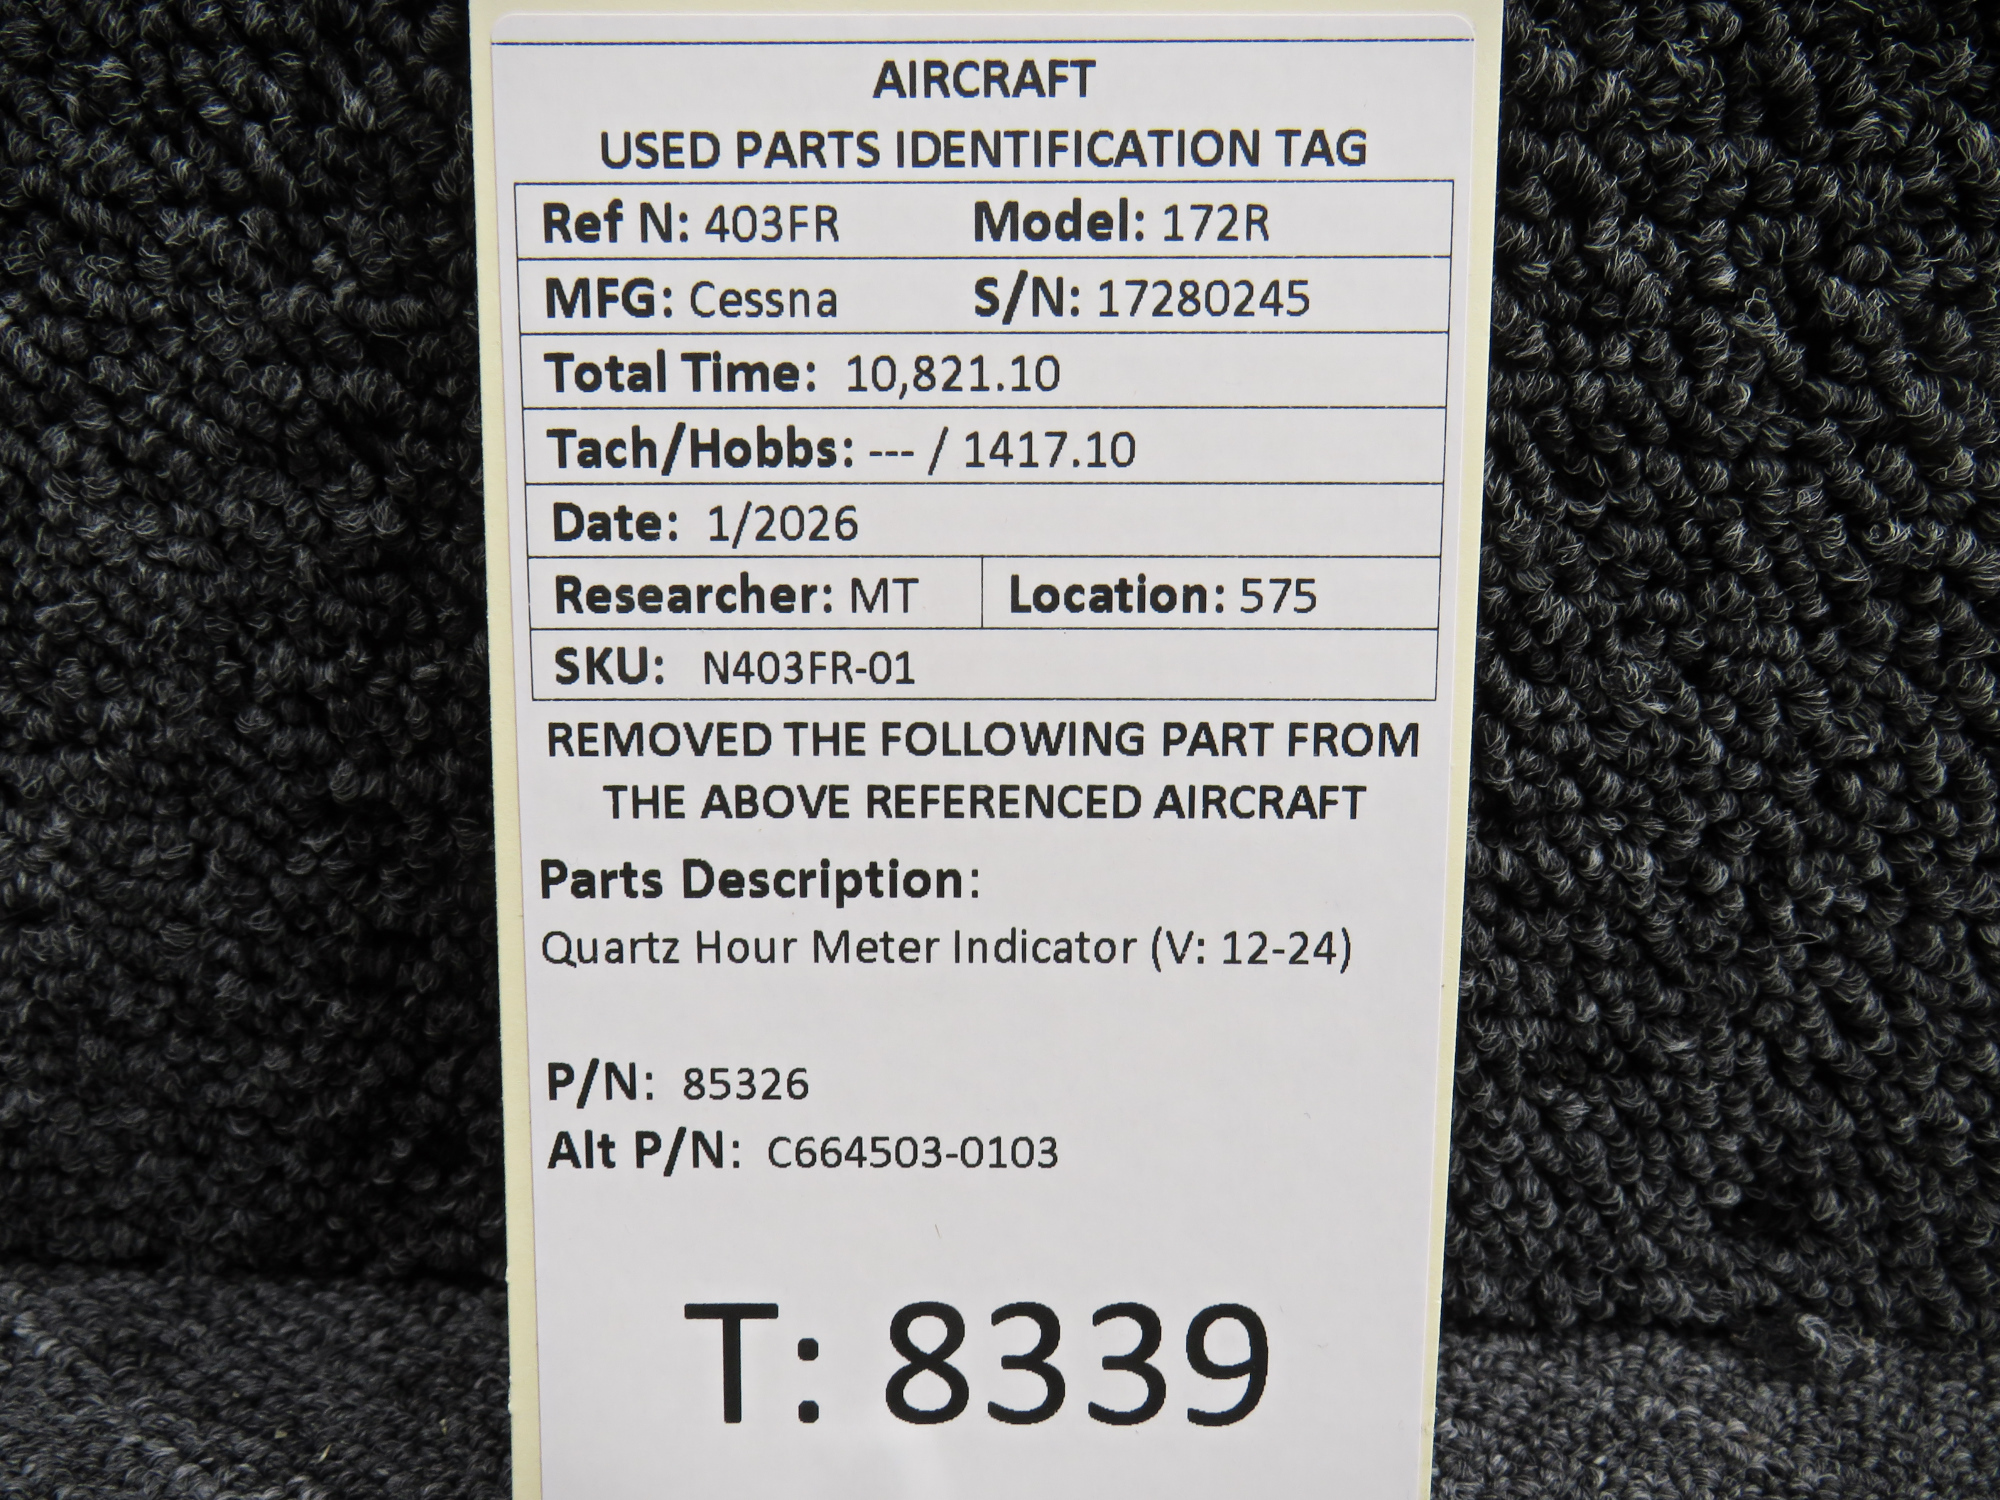 AIRCRAFT
USED PARTS IDENTIFICATION TAG
Ref N: 403FR Model: 172R
MFG: Cessna S/N: 17280245
Total Time: 10,821.10
Tach/Hobbs: --- / 1417.10
Date: 1/2026
Researcher: MT Location: 575
SKU: N403FR-01
REMOVED THE FOLLOWING PART FROM
THE ABOVE REFERENCED AIRCRAFT
Parts Description:
Quartz Hour Meter Indicator (V: 12-24)
P/N: 85326
Alt P/N: C664503-0103
T: 8339